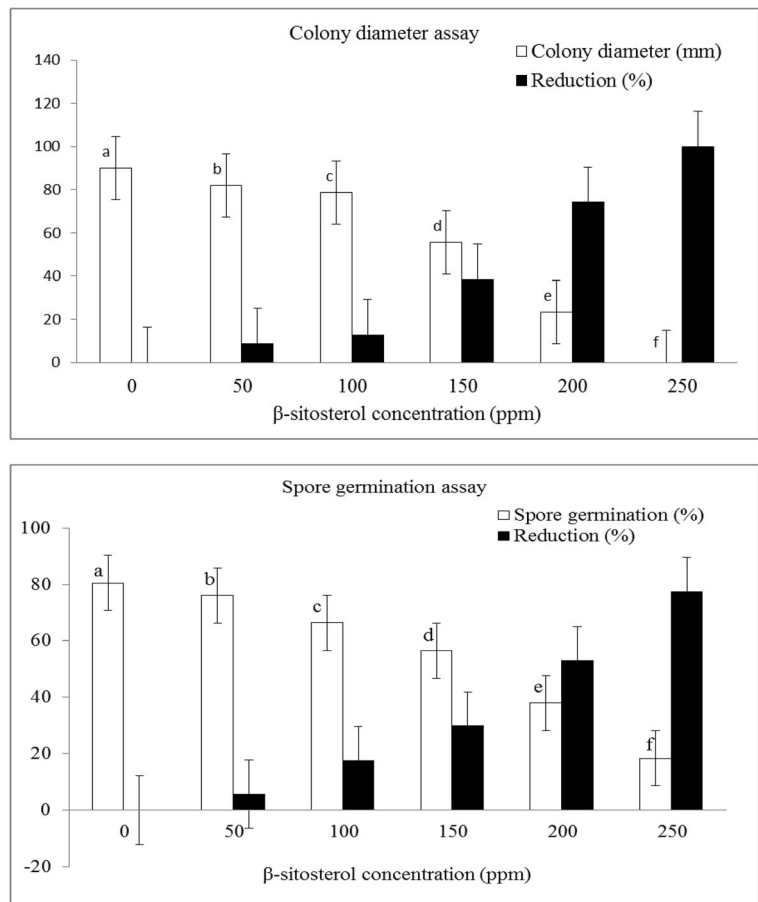 Colony diameter assay
Colony diameter (mm)
Reduction (%)
140
120
100
80
60
40
20
0
a
b
c
d
e
f
0 50 100 150 200 250
β-sitosterol concentration (ppm)
Spore germination assay
Spore germination (%)
Reduction (%)
100
80
60
40
20
0
-20
a
b
c
d
e
f
0 50 100 150 200 250
β-sitosterol concentration (ppm)